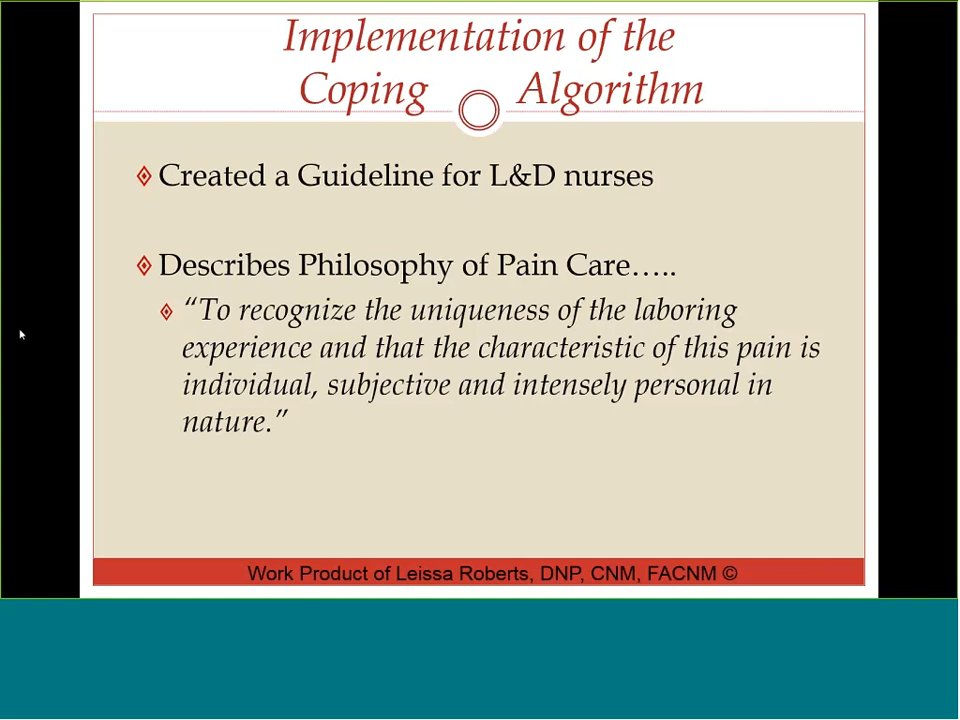 Implementation of the
Coping Algorithm
Created a Guideline for L&D nurses
Describes Philosophy of Pain Care…..
“To recognize the uniqueness of the laboring
experience and that the characteristic of this pain is
individual, subjective and intensely personal in
nature.”
Work Product of Leissa Roberts, DNP, CNM, FACNM ©